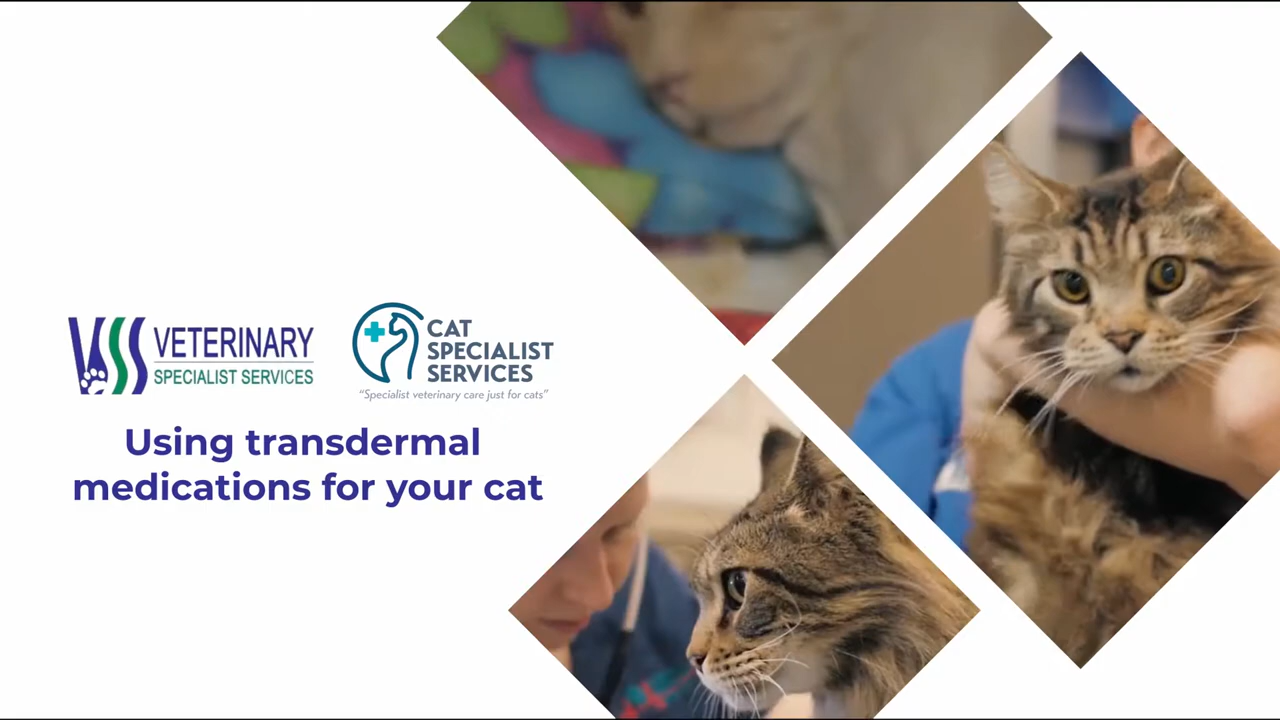 VSS VETERINARY
SPECIALIST SERVICES
CAT
SPECIALIST
SERVICES
“Specialist veterinary care just for cats”
Using transdermal
medications for your cat